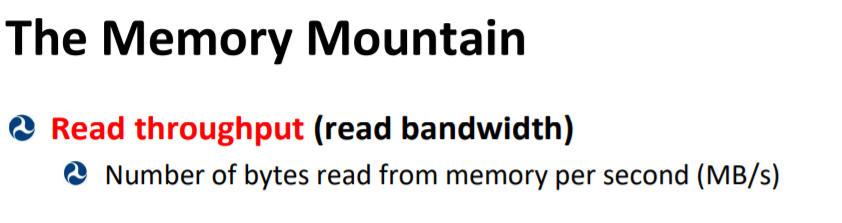 The Memory Mountain
Read throughput (read bandwidth)
Number of bytes read from memory per second (MB/s)